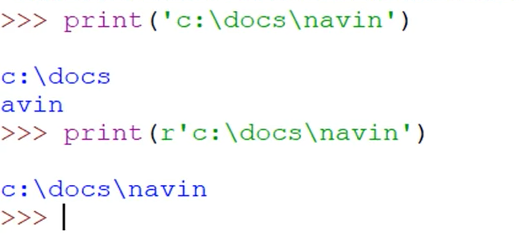 >>> print('c:\docs\navin')
c:\docs
avin
>>> print(r'c:\docs\navin')
c:\docs\navin
>>>